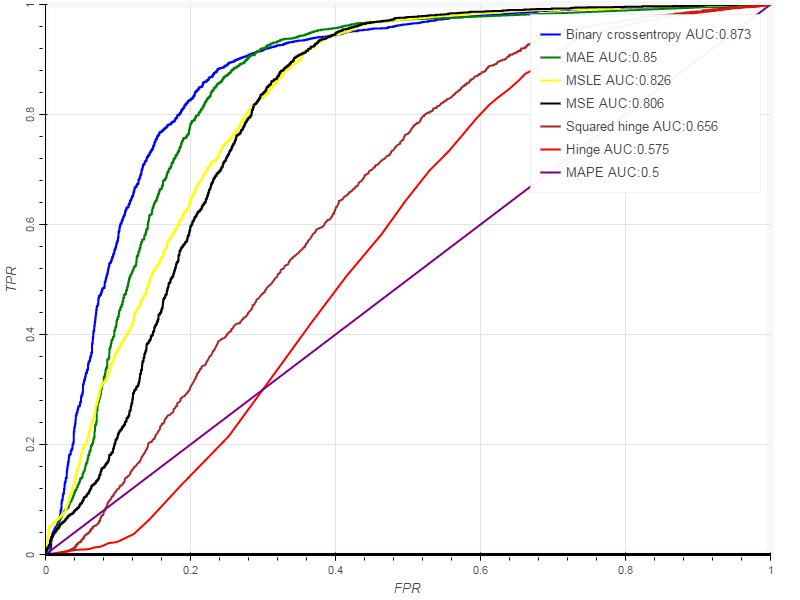 1
0.8
0.6
0.4
0.2
0
TPR
Binary crossentropy AUC:0.873
MAE AUC:0.85
MSLE AUC:0.826
MSE AUC:0.806
Squared hinge AUC:0.656
Hinge AUC:0.575
MAPE AUC:0.5
0 0.2 0.4 0.6 0.8 1
FPR